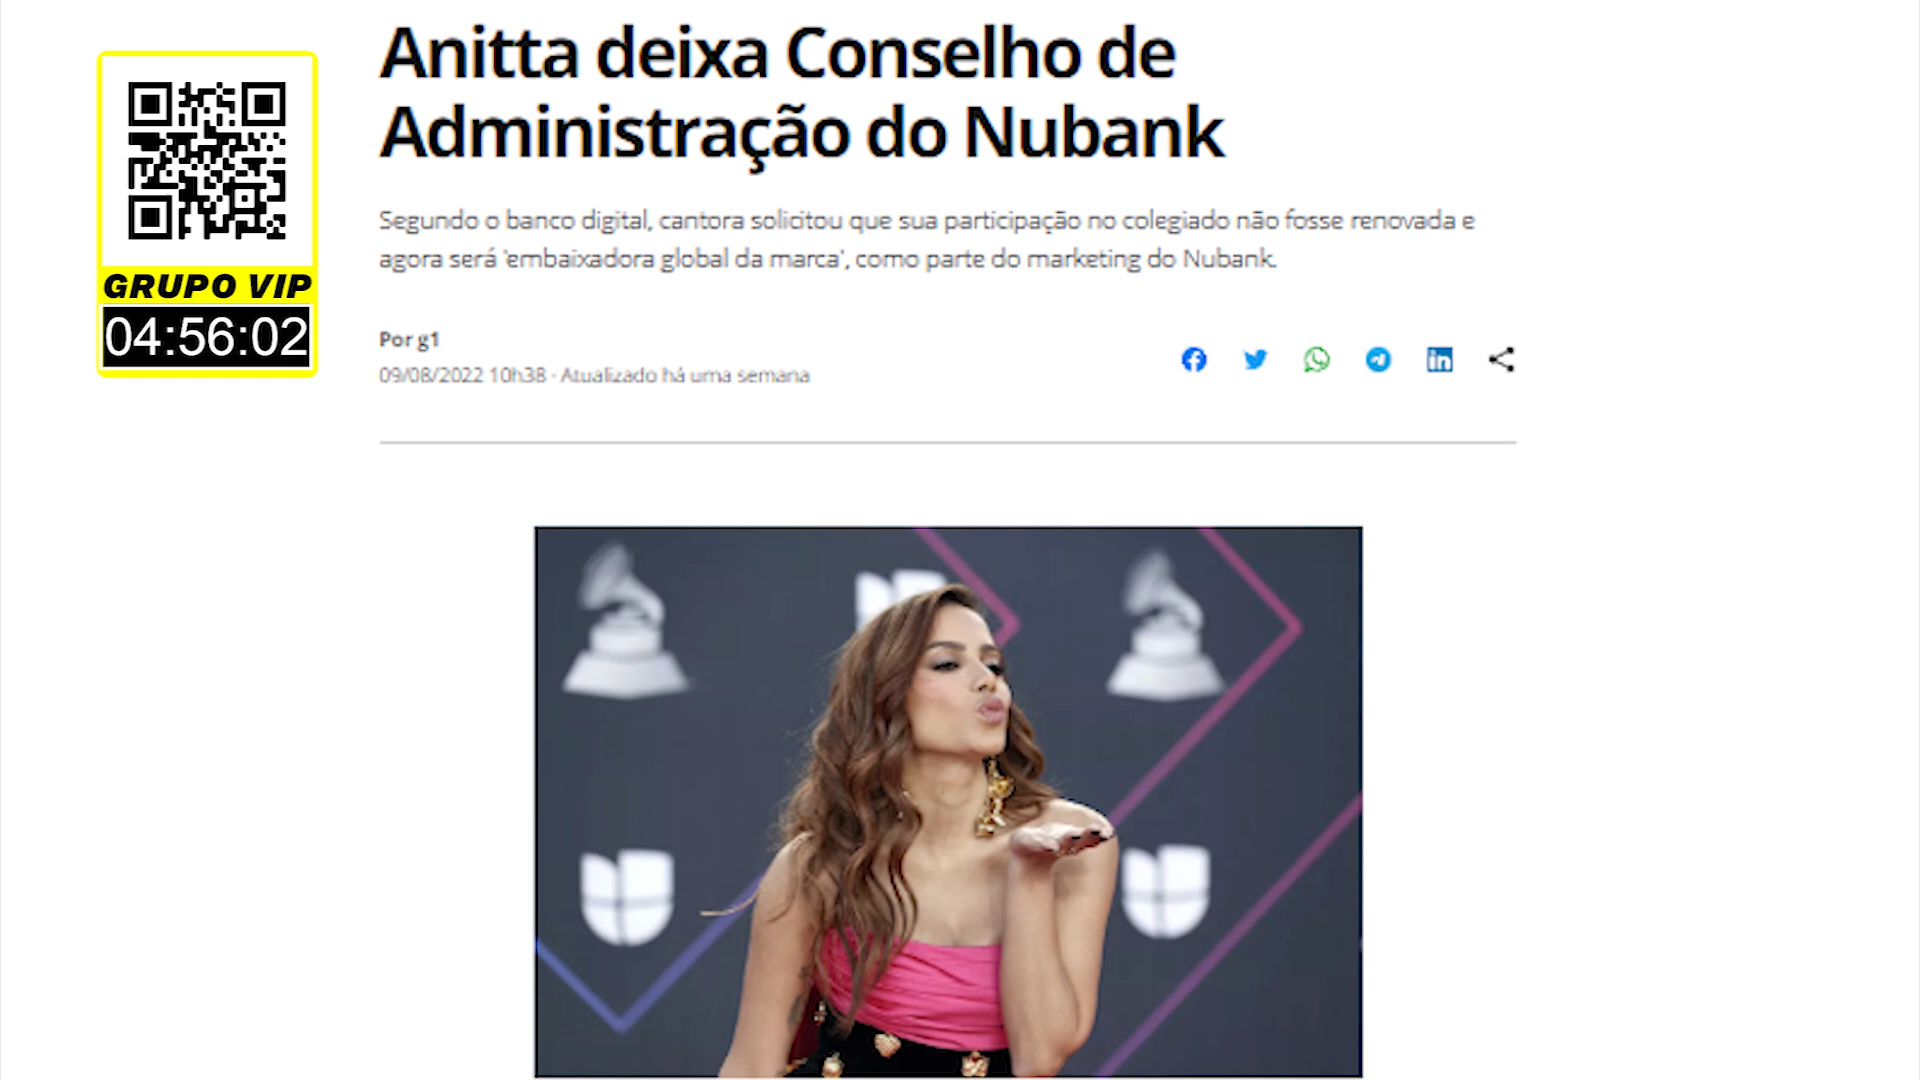 Anitta deixa Conselho de
Administração do Nubank
Segundo o banco digital, cantora solicitou que sua participação no colegiado não fosse renovada e
agora será 'embaixadora global da marca', como parte do marketing do Nubank.
Por g1
09/08/2022 10h38 · Atualizado há uma semana
GRUPO VIP
04:56:02
in